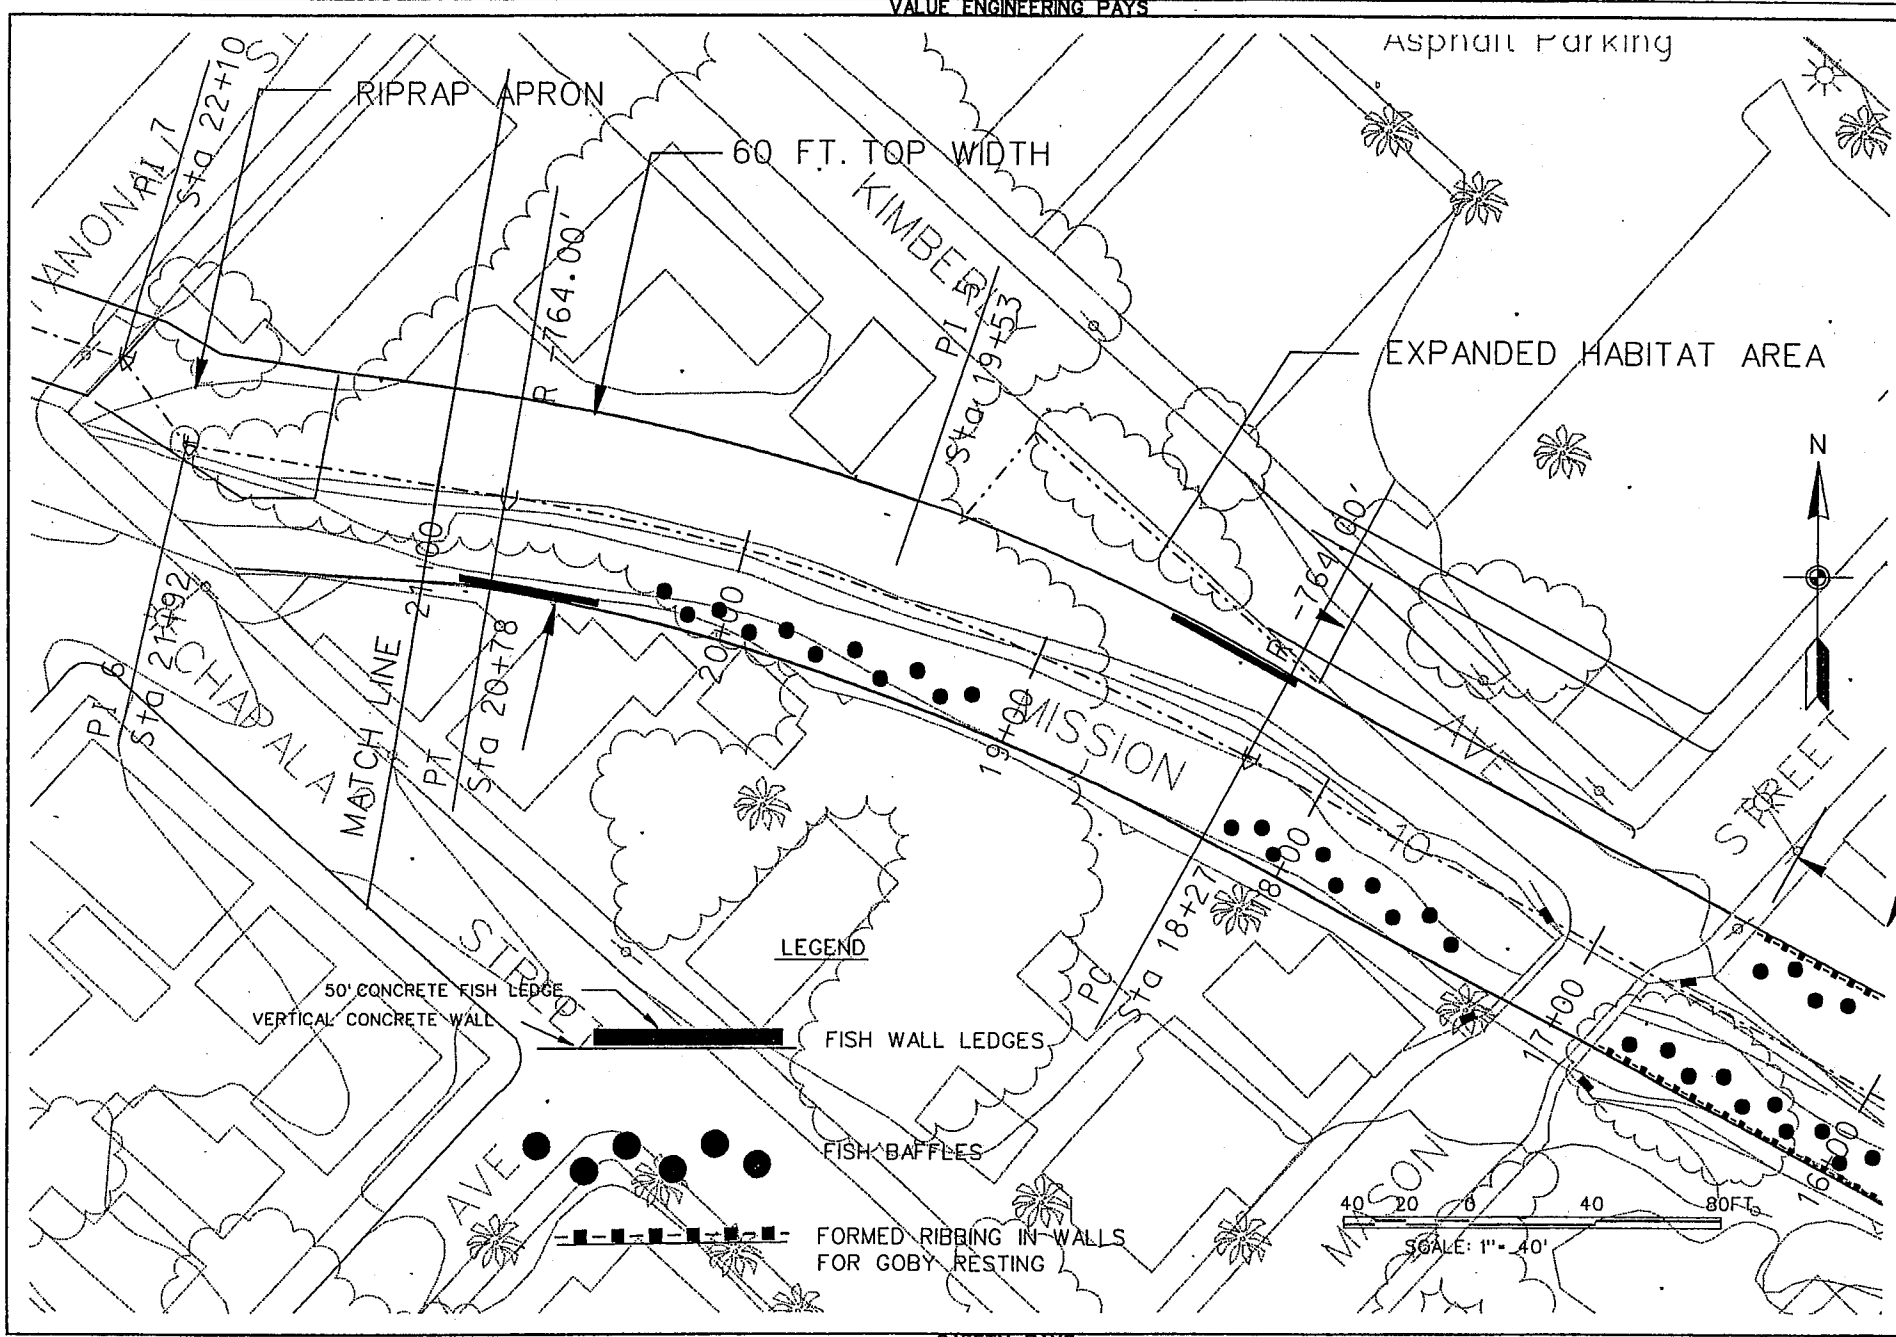 VALUE ENGINEERING PAYS
Asphalt Parking
RIPRAP APRON
60 FT. TOP WIDTH
Sta 22+10
R -764.00'
PI 5
Sta 19+53
EXPANDED HABITAT AREA
R -764.00'
N
MATCH LINE 21+00
PI 6
Sta 21+92
PT
Sta 20+78
20+00
19+00
MISSION
KIMBERLY
AVE
10
CHAPALA
STREET
18+00
PC
Sta 18+27
17+00
16+00
LEGEND
50' CONCRETE FISH LEDGE
VERTICAL CONCRETE WALL
FISH WALL LEDGES
FISH BAFFLES
AVE
FORMED RIBBING IN WALLS
FOR GOBY RESTING
MASON
40 20 0 40 80FT.
SCALE: 1"= 40'